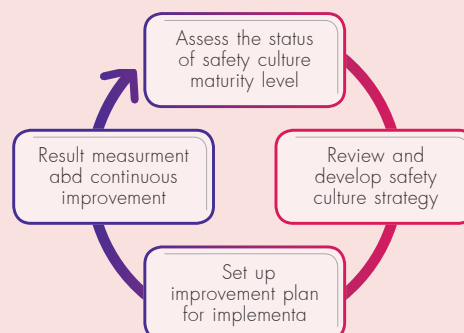 Assess the status
of safety culture
maturity level
Review and
develop safety
culture strategy
Set up
improvement plan
for implementa
Result measurment
abd continuous
improvement